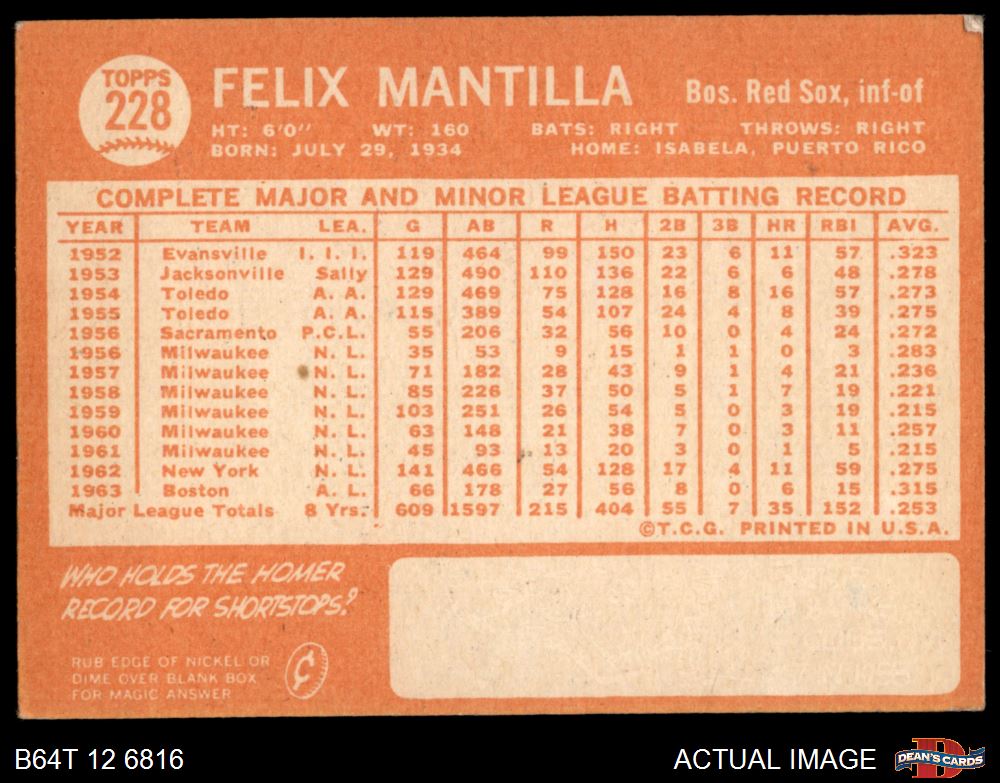 TOPPS
228
FELIX MANTILLA
Bos. Red Sox, inf-of
HT: 6'0" WT: 160 BATS: RIGHT THROWS: RIGHT
BORN: JULY 29, 1934 HOME: ISABELA, PUERTO RICO
COMPLETE MAJOR AND MINOR LEAGUE BATTING RECORD
YEAR TEAM LEA. G AB R H 2B 3B HR RBI AVG.
1952 Evansville I. I. I. 119 464 99 150 23 6 11 57 .323
1953 Jacksonville Sally 129 490 110 136 22 6 6 48 .278
1954 Toledo A. A. 129 469 75 128 16 8 16 57 .273
1955 Toledo A. A. 115 389 54 107 24 4 8 39 .275
1956 Sacramento P.C.L. 55 206 32 56 10 0 4 24 .272
1956 Milwaukee N. L. 35 53 9 15 1 1 0 3 .283
1957 Milwaukee N. L. 71 182 28 43 9 1 4 21 .236
1958 Milwaukee N. L. 85 226 37 50 5 1 7 19 .221
1959 Milwaukee N. L. 103 251 26 54 5 0 3 19 .215
1960 Milwaukee N. L. 63 148 21 38 7 0 3 11 .257
1961 Milwaukee N. L. 45 93 13 20 3 0 1 5 .215
1962 New York N. L. 141 466 54 128 17 4 11 59 .275
1963 Boston A. L. 66 178 27 56 8 0 6 15 .315
Major League Totals 8 Yrs. 609 1597 215 404 55 7 35 152 .253
©T.C.G. PRINTED IN U.S.A.
WHO HOLDS THE HOMER
RECORD FOR SHORTSTOPS?
RUB EDGE OF NICKEL OR
DIME OVER BLANK BOX
FOR MAGIC ANSWER
¢
B64T 12 6816
ACTUAL IMAGE
D
DEAN'S CARDS